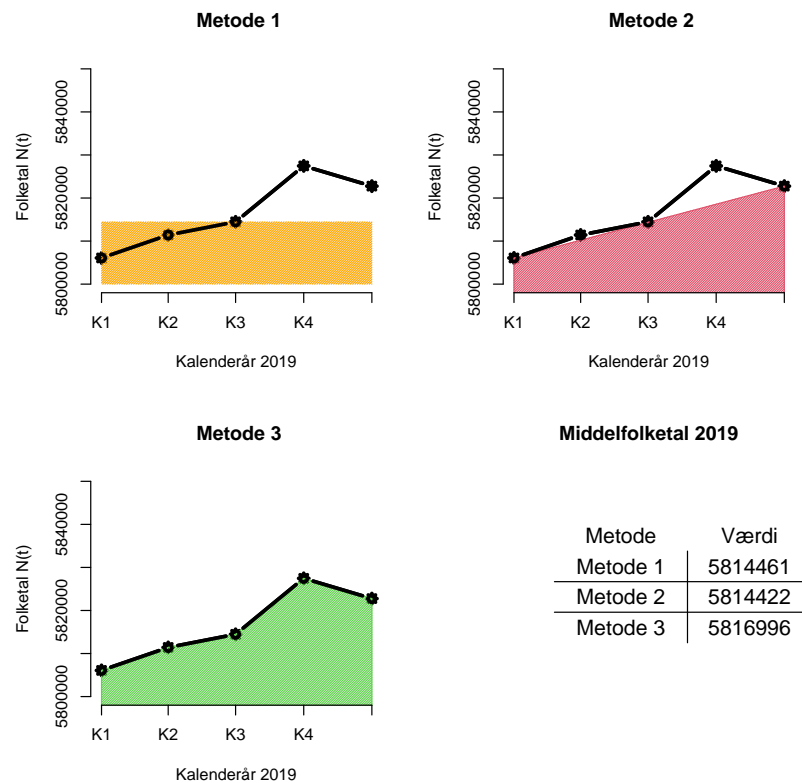 Metode 1
Folketal N(t)
5800000 5820000 5840000
K1 K2 K3 K4
Kalenderår 2019
Metode 2
Folketal N(t)
5800000 5820000 5840000
K1 K2 K3 K4
Kalenderår 2019
Metode 3
Folketal N(t)
5800000 5820000 5840000
K1 K2 K3 K4
Kalenderår 2019
Middelfolketal 2019
Metode Værdi
Metode 1 5814461
Metode 2 5814422
Metode 3 5816996